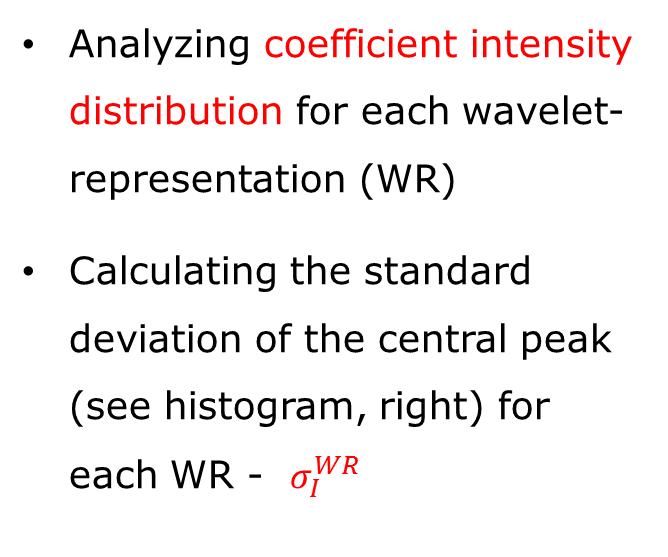 • Analyzing coefficient intensity
distribution for each wavelet-
representation (WR)
• Calculating the standard
deviation of the central peak
(see histogram, right) for
each WR - σ_I^{WR}